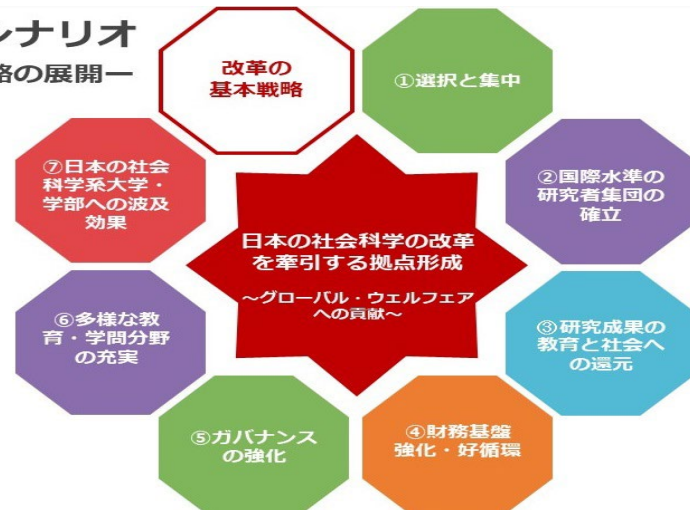 シナリオ
略の展開ー
改革の
基本戦略
①選択と集中
②国際水準の
研究者集団の
確立
③研究成果の
教育と社会へ
の還元
④財務基盤
強化・好循環
⑤ガバナンス
の強化
⑥多様な教
育・学問分野
の充実
⑦日本の社会
科学系大学・
学部への波及
効果
日本の社会科学の改革
を牽引する拠点形成
～グローバル・ウェルフェア
への貢献～